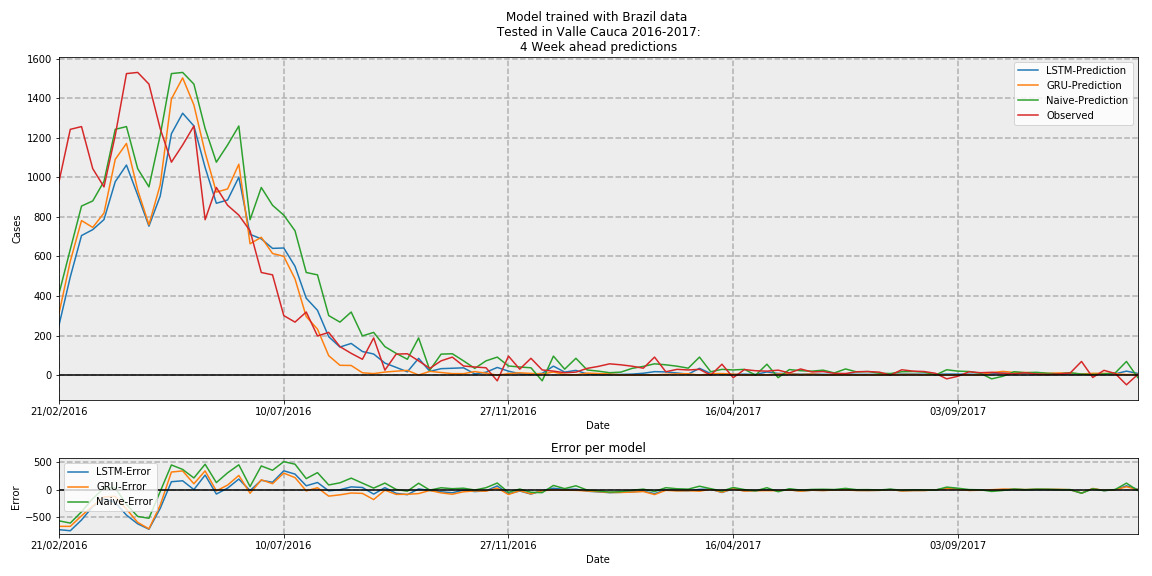 Model trained with Brazil data
Tested in Valle Cauca 2016-2017:
4 Week ahead predictions
1600
1400
1200
1000
800
600
400
200
0
Cases
LSTM-Prediction
GRU-Prediction
Naive-Prediction
Observed
21/02/2016
10/07/2016
27/11/2016
16/04/2017
03/09/2017
Date
Error per model
500
0
−500
Error
LSTM-Error
GRU-Error
Naive-Error
21/02/2016
10/07/2016
27/11/2016
16/04/2017
03/09/2017
Date